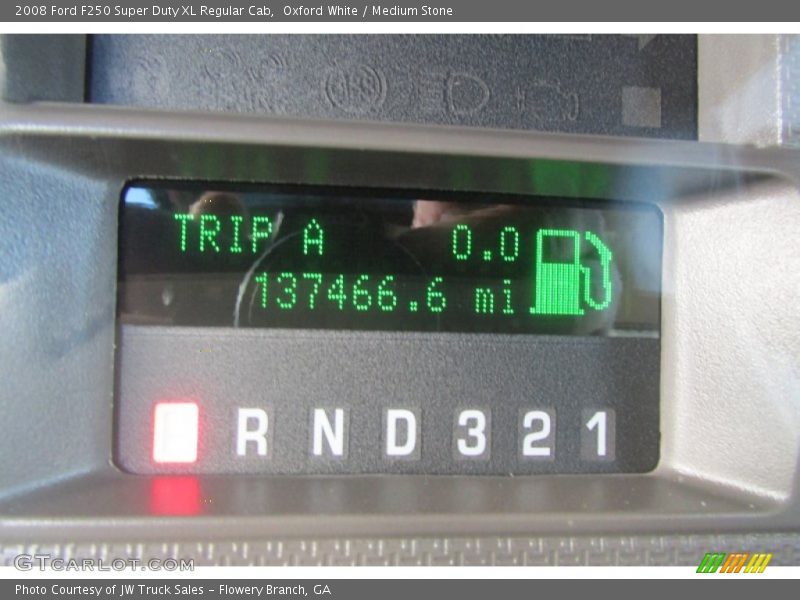 2008 Ford F250 Super Duty XL Regular Cab, Oxford White / Medium Stone
TRIP A 0.0
137466.6 mi
R N D 3 2 1
GTCARLOT.COM
Photo Courtesy of JW Truck Sales - Flowery Branch, GA